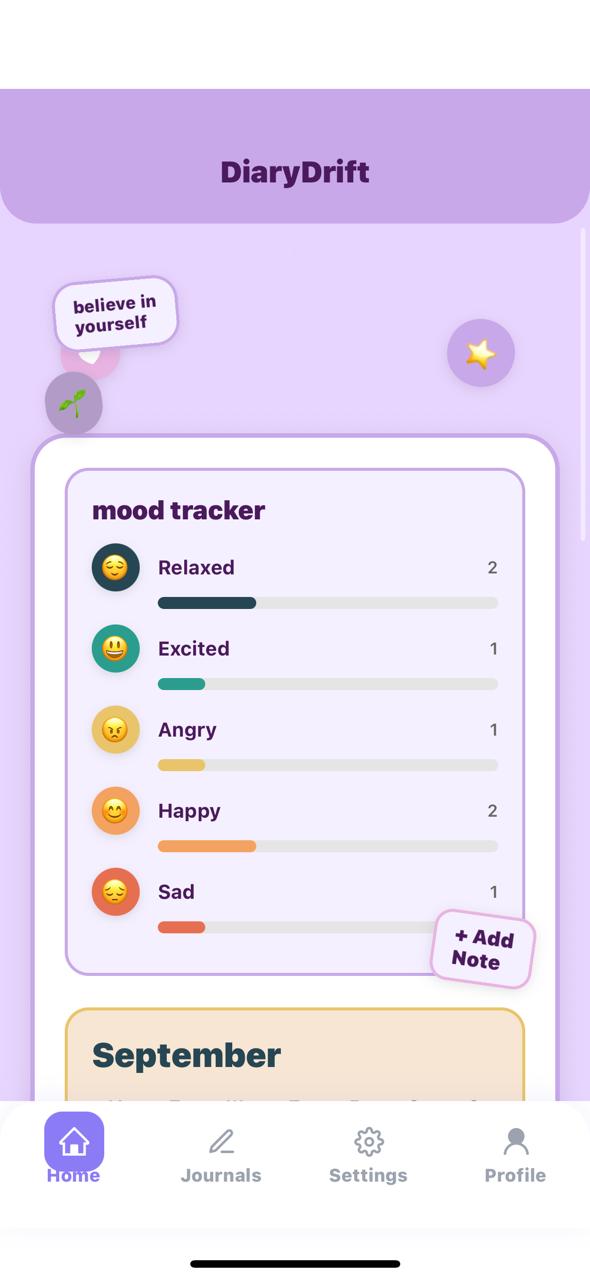 DiaryDrift
believe in
yourself
mood tracker
Relaxed 2
Excited 1
Angry 1
Happy 2
Sad 1
+ Add
Note
September
Home Journals Settings Profile